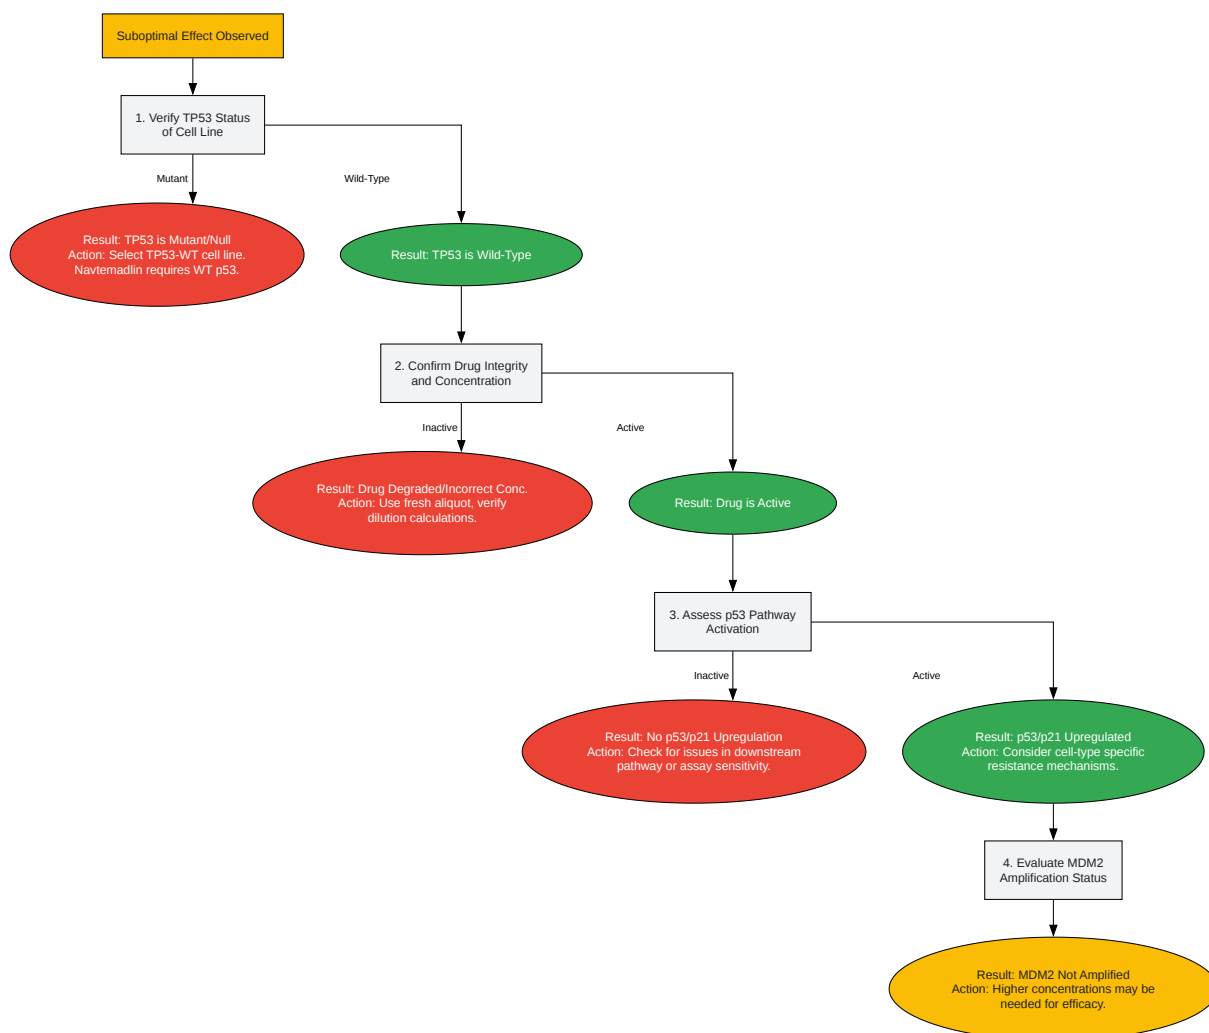 Suboptimal Effect Observed
1. Verify TP53 Status
of Cell Line
Mutant
Wild-Type
Result: TP53 is Mutant/Null
Action: Select TP53-WT cell line.
Navtemadlin requires WT p53.
Result: TP53 is Wild-Type
2. Confirm Drug Integrity
and Concentration
Inactive
Active
Result: Drug Degraded/Incorrect Conc.
Action: Use fresh aliquot, verify
dilution calculations.
Result: Drug is Active
3. Assess p53 Pathway
Activation
Inactive
Active
Result: No p53/p21 Upregulation
Action: Check for issues in downstream
pathway or assay sensitivity.
Result: p53/p21 Upregulated
Action: Consider cell-type specific
resistance mechanisms.
4. Evaluate MDM2
Amplification Status
Result: MDM2 Not Amplified
Action: Higher concentrations may be
needed for efficacy.